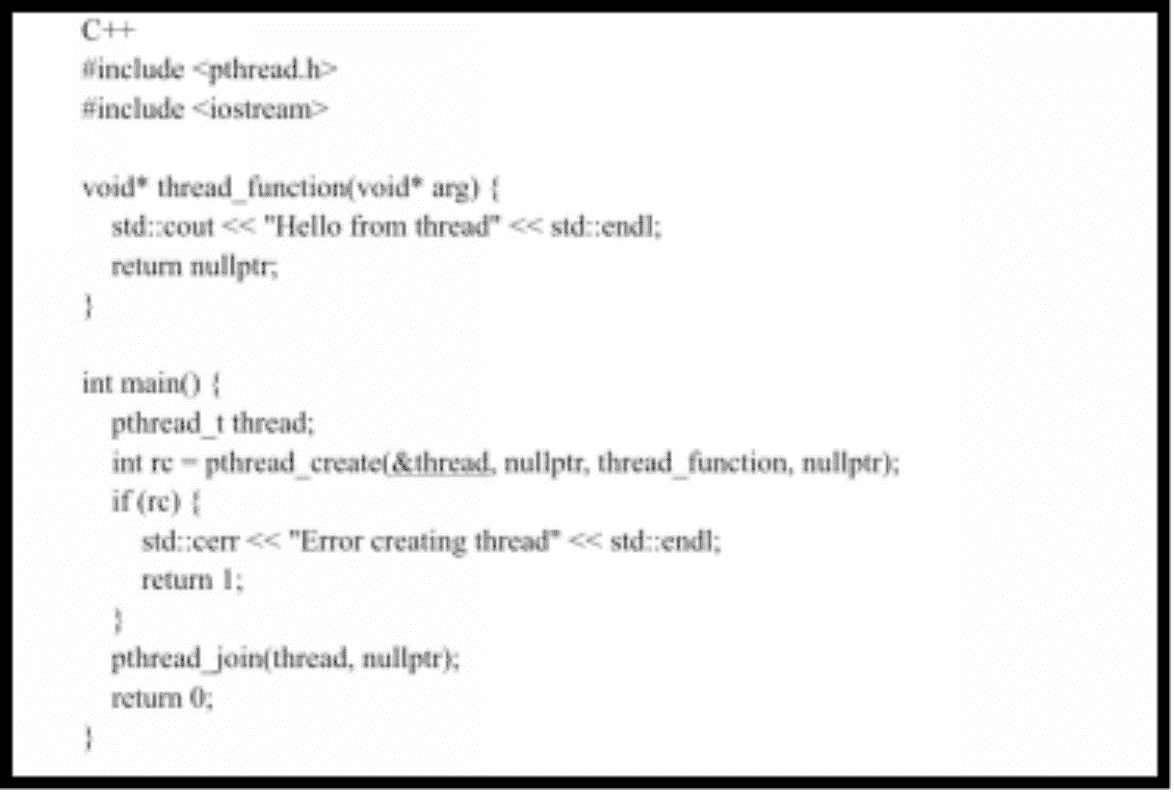 C++
#include <pthread.h>
#include <iostream>
void* thread_function(void* arg) {
std::cout << "Hello from thread" << std::endl;
return nullptr;
}
int main() {
pthread_t thread;
int rc = pthread_create(&thread, nullptr, thread_function, nullptr);
if (rc) {
std::cerr << "Error creating thread" << std::endl;
return 1;
}
pthread_join(thread, nullptr);
return 0;
}